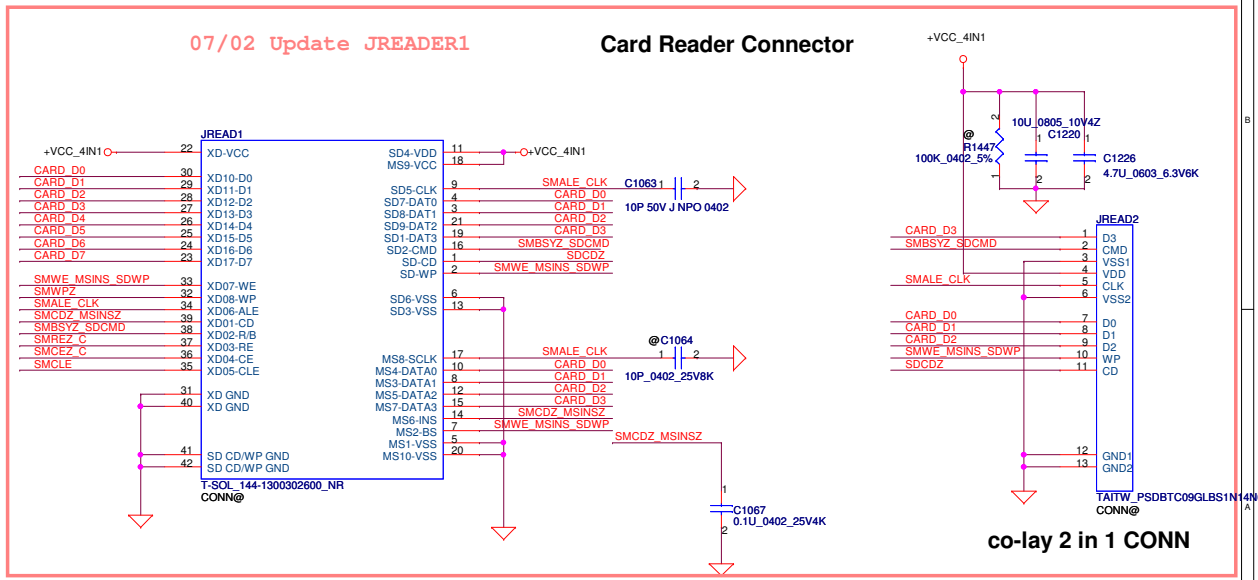 07/02 Update JREADER1
Card Reader Connector
+VCC_4IN1
JREAD1
+VCC_4IN1 22 XD-VCC
CARD_D0 30 XD10-D0
CARD_D1 29 XD11-D1
CARD_D2 28 XD12-D2
CARD_D3 27 XD13-D3
CARD_D4 26 XD14-D4
CARD_D5 25 XD15-D5
CARD_D6 24 XD16-D6
CARD_D7 23 XD17-D7
SMWE_MSINS_SDWP 33 XD07-WE
SMWPZ 32 XD08-WP
SMALE_CLK 34 XD06-ALE
SMCDZ_MSINSZ 39 XD01-CD
SMBSYZ_SDCMD 38 XD02-R/B
SMREZ_C 37 XD03-RE
SMCEZ_C 36 XD04-CE
SMCLE 35 XD05-CLE
31 XD GND
40 XD GND
41 SD CD/WP GND
42 SD CD/WP GND
SD4-VDD 11 +VCC_4IN1
MS9-VCC 18
SD5-CLK 9 SMALE_CLK
SD7-DAT0 4 CARD_D0
SD8-DAT1 3 CARD_D1
SD9-DAT2 21 CARD_D2
SD1-DAT3 19 CARD_D3
SD2-CMD 16 SMBSYZ_SDCMD
SD-CD 1 SDCDZ
SD-WP 2 SMWE_MSINS_SDWP
SD6-VSS 6
SD3-VSS 13
MS8-SCLK 17 SMALE_CLK
MS4-DATA0 10 CARD_D0
MS3-DATA1 8 CARD_D1
MS5-DATA2 12 CARD_D2
MS7-DATA3 15 CARD_D3
MS6-INS 14 SMCDZ_MSINSZ
MS2-BS 7 SMWE_MSINS_SDWP
MS1-VSS 5
MS10-VSS 20
T-SOL_144-1300302600_NR
CONN@
C1063 1 2
10P 50V J NPO 0402
@C1064
1 2
10P_0402_25V8K
SMCDZ_MSINSZ
1
C1067
0.1U_0402_25V4K
2
2
@
R1447
100K_0402_5%
1
10U_0805_10V4Z
1 C1220
2
1
C1226
4.7U_0603_6.3V6K
2
JREAD2
CARD_D3 1 D3
SMBSYZ_SDCMD 2 CMD
3 VSS1
4 VDD
SMALE_CLK 5 CLK
6 VSS2
CARD_D0 7 D0
CARD_D1 8 D1
CARD_D2 9 D2
SMWE_MSINS_SDWP 10 WP
SDCDZ 11 CD
12 GND1
13 GND2
TAITW_PSDBTC09GLBS1N14N
CONN@
co-lay 2 in 1 CONN
B
A